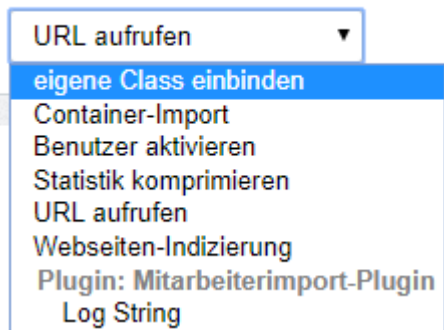 URL aufrufen
eigene Class einbinden
Container-Import
Benutzer aktivieren
Statistik komprimieren
URL aufrufen
Webseiten-Indizierung
Plugin: Mitarbeiterimport-Plugin
Log String